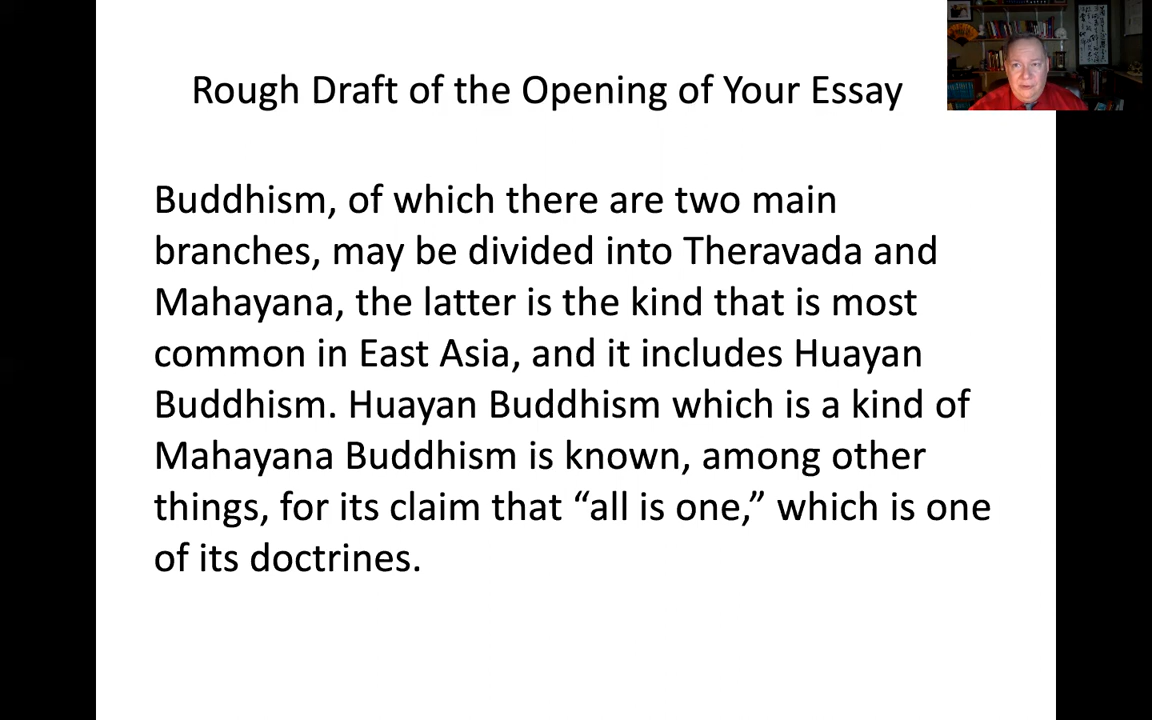 Rough Draft of the Opening of Your Essay
Buddhism, of which there are two main
branches, may be divided into Theravada and
Mahayana, the latter is the kind that is most
common in East Asia, and it includes Huayan
Buddhism. Huayan Buddhism which is a kind of
Mahayana Buddhism is known, among other
things, for its claim that “all is one,” which is one
of its doctrines.